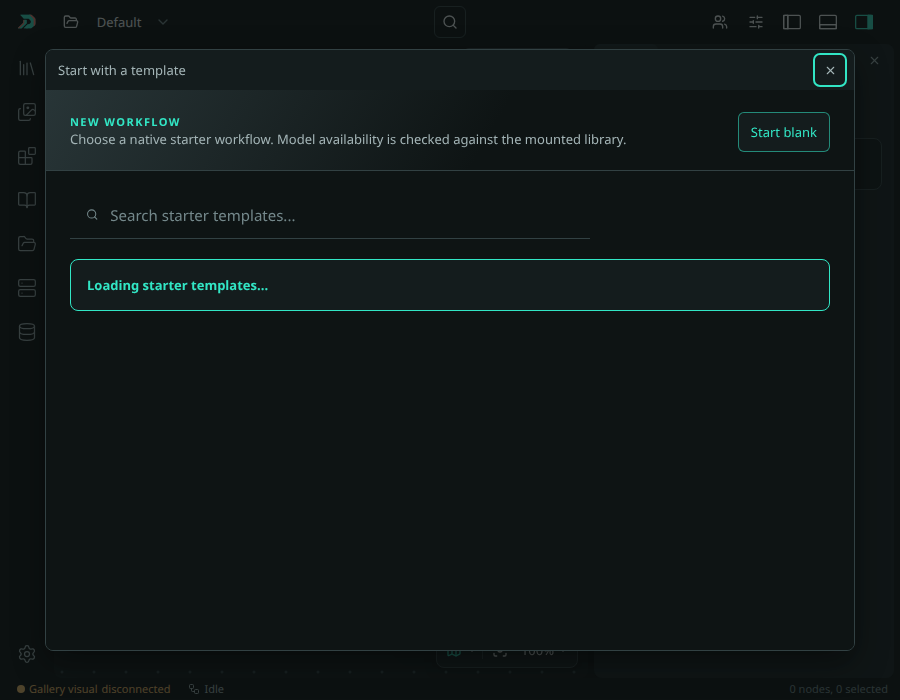 Default
Start with a template
NEW WORKFLOW
Choose a native starter workflow. Model availability is checked against the mounted library.
Start blank
Search starter templates...
Loading starter templates...
100%
Gallery visual disconnected
Idle
0 nodes, 0 selected